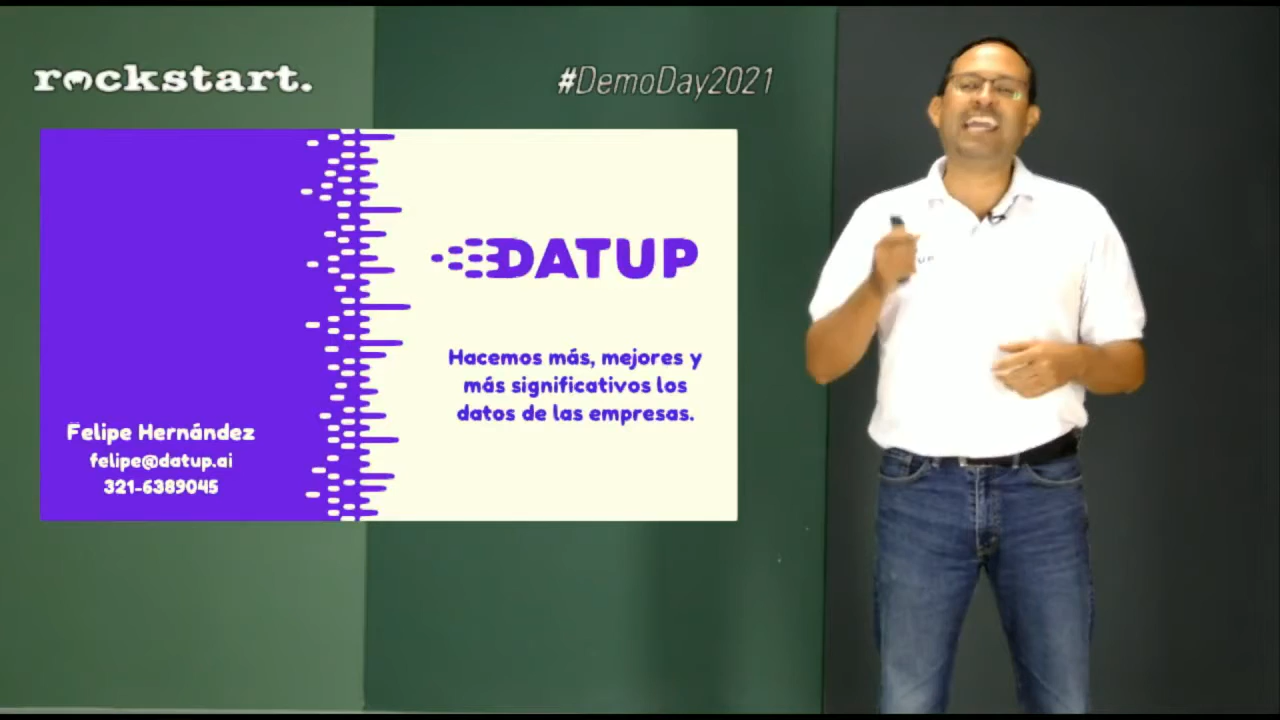 rockstart.
#DemoDay2021
DATUP
Hacemos más, mejores y
más significativos los
datos de las empresas.
Felipe Hernández
felipe@datup.ai
321-6389045
UP